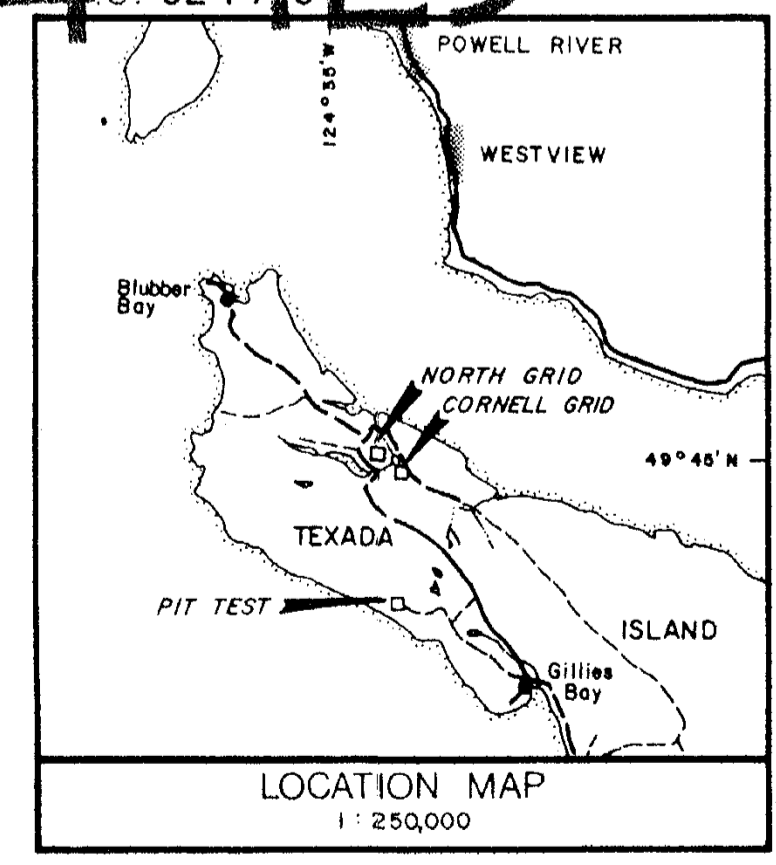 POWELL RIVER
124°35'W
WESTVIEW
Blubber
Bay
NORTH GRID
CORNELL GRID
49°45' N
TEXADA
PIT TEST
ISLAND
Gillies
Bay
LOCATION MAP
1 : 250,000